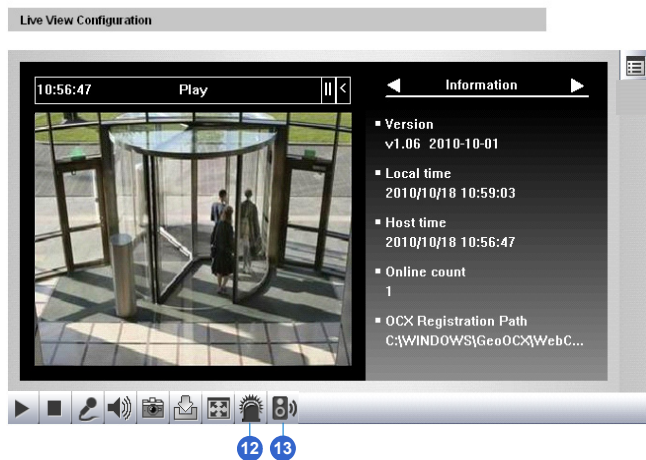 Live View Configuration
10:56:47 Play
Information
Version
v1.06 2010-10-01
Local time
2010/10/18 10:59:03
Host time
2010/10/18 10:56:47
Online count
1
OCX Registration Path
C:\WINDOWS\GeoOCX\WebC...
12 13